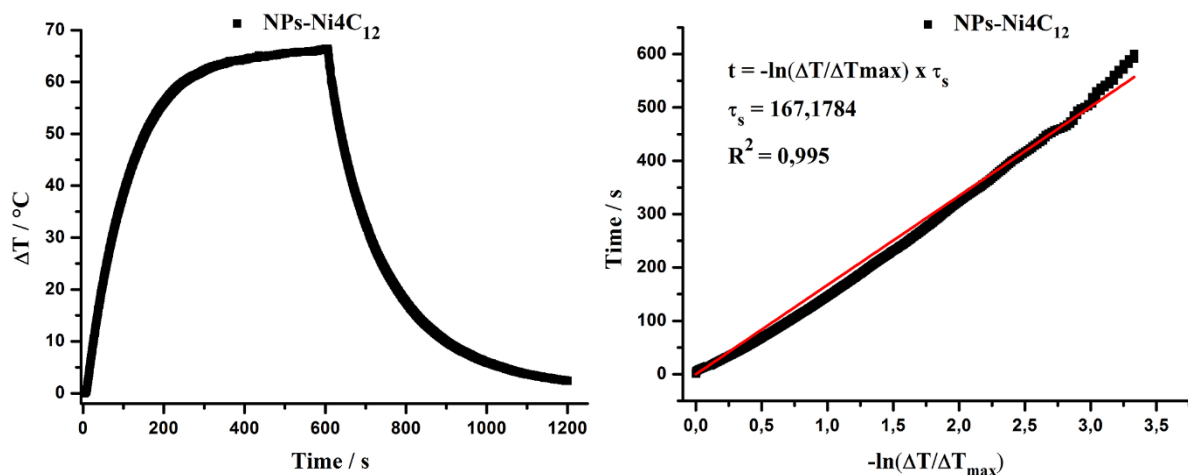 NPs-Ni4C12
70
60
50
40
30
20
10
0
0 200 400 600 800 1000 1200
ΔT / °C
Time / s
NPs-Ni4C12
t = -ln(ΔT/ΔTmax) x τs
τs = 167,1784
R2 = 0,995
600
500
400
300
200
100
0
0,0 0,5 1,0 1,5 2,0 2,5 3,0 3,5
Time / s
-ln(ΔT/ΔTmax)